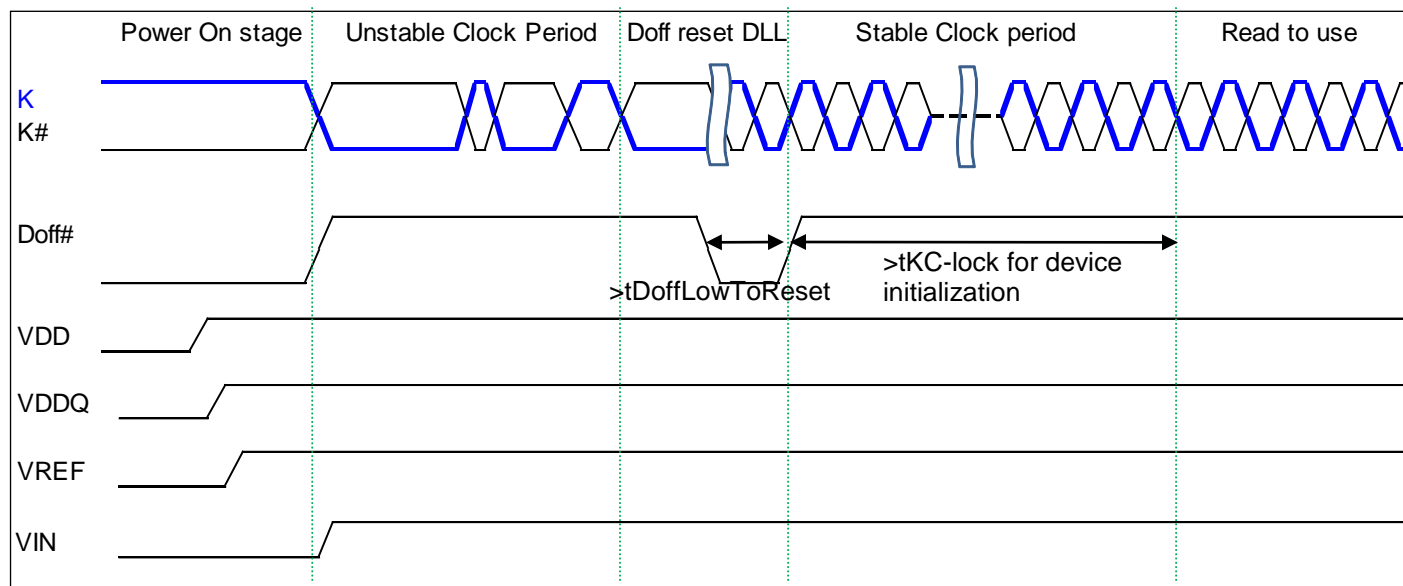 Power On stage
Unstable Clock Period
Doff reset DLL
Stable Clock period
Read to use
K
K#
Doff#
>tDoffLowToReset
>tKC-lock for device
initialization
VDD
VDDQ
VREF
VIN